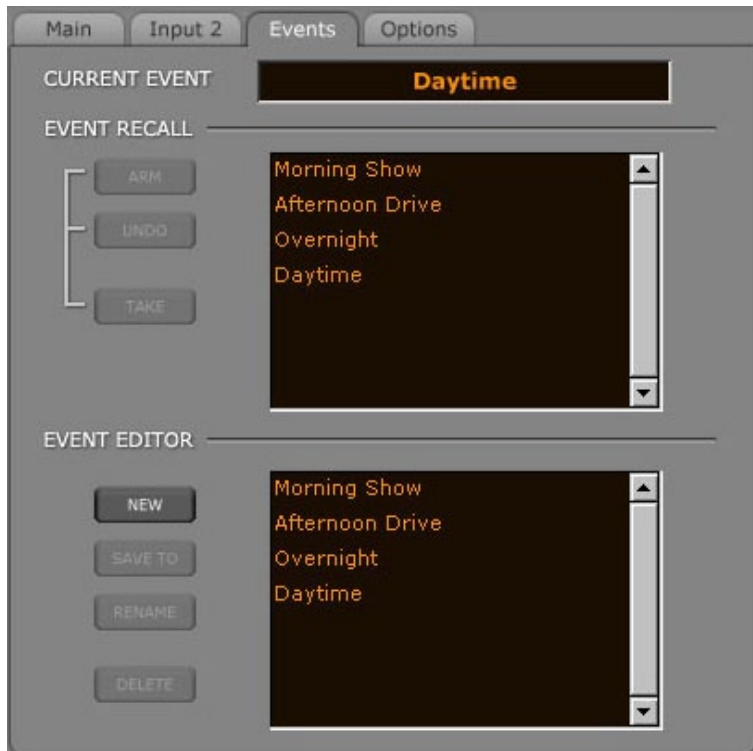 Main Input 2 Events Options
CURRENT EVENT Daytime
EVENT RECALL
ARM
UNDO
TAKE
Morning Show
Afternoon Drive
Overnight
Daytime
EVENT EDITOR
NEW
SAVE TO
RENAME
DELETE
Morning Show
Afternoon Drive
Overnight
Daytime